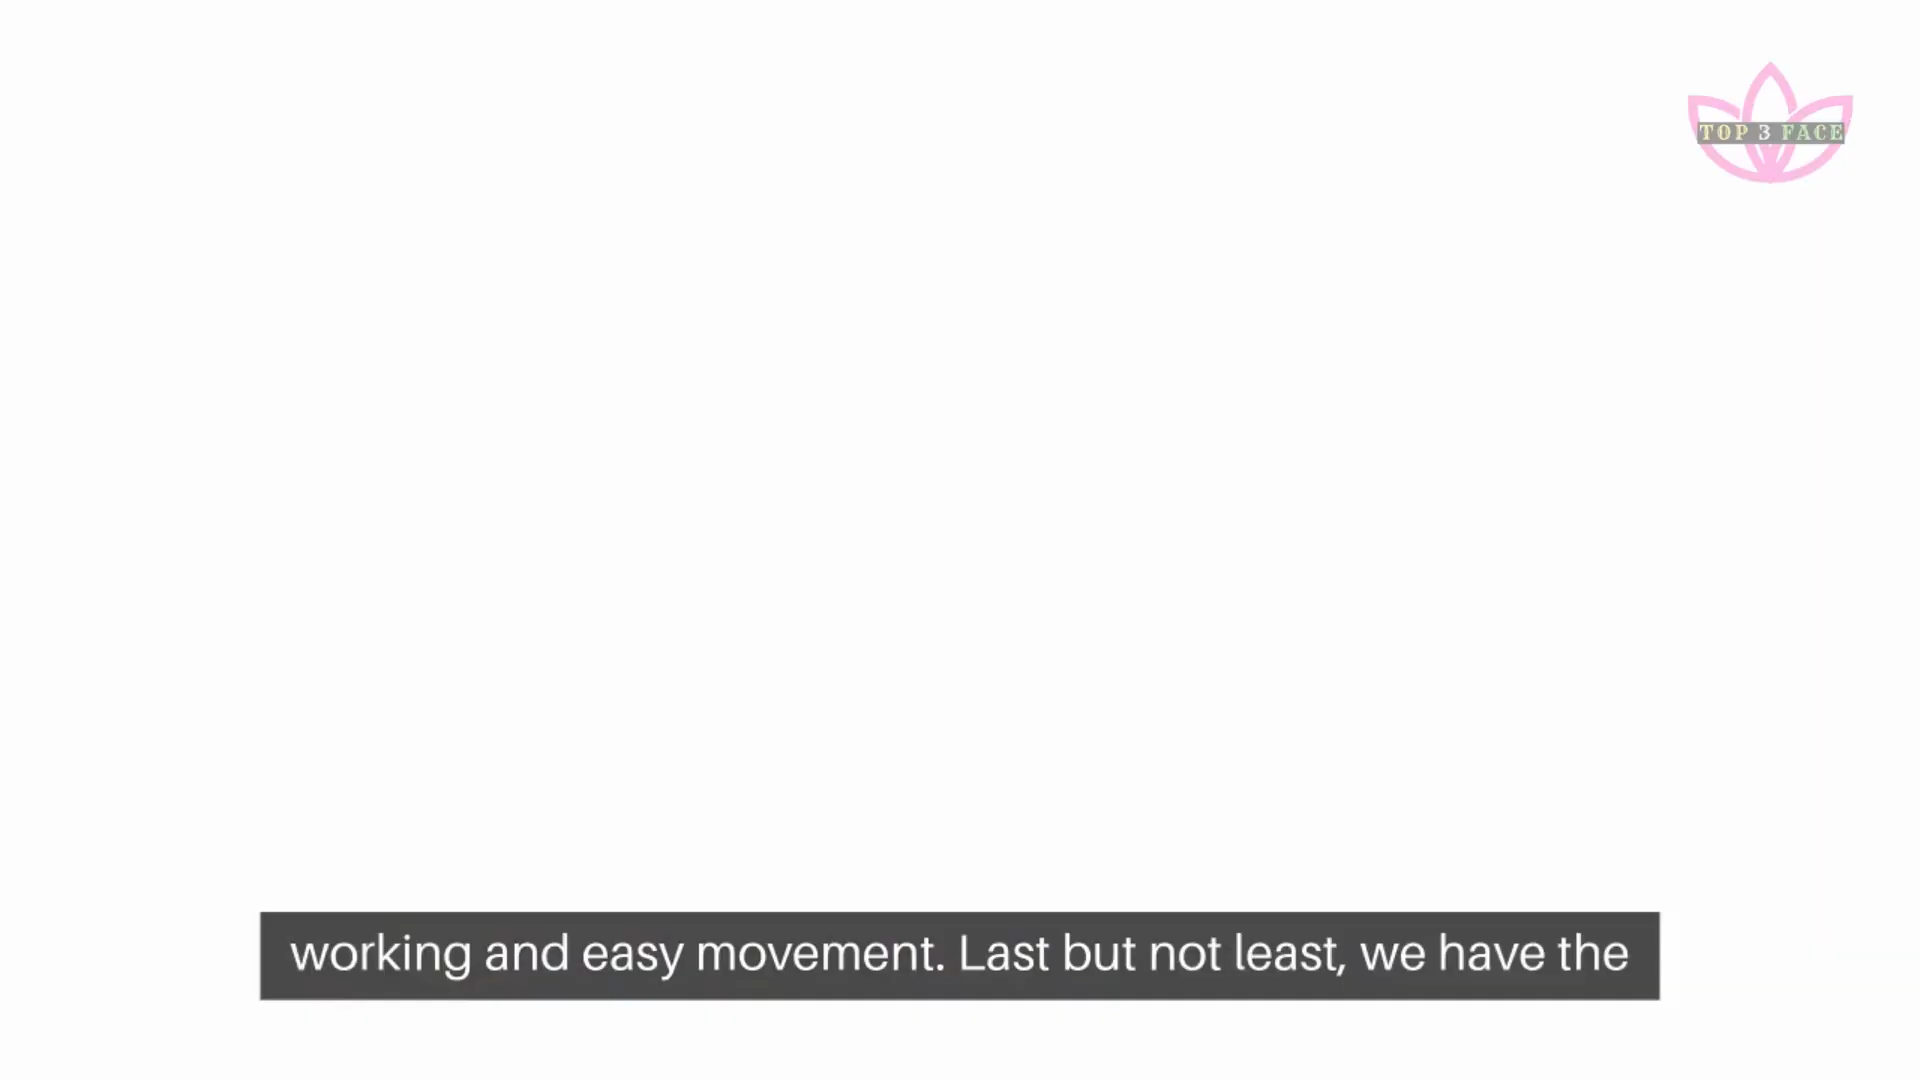 TOP 3 FACE
working and easy movement. Last but not least, we have the